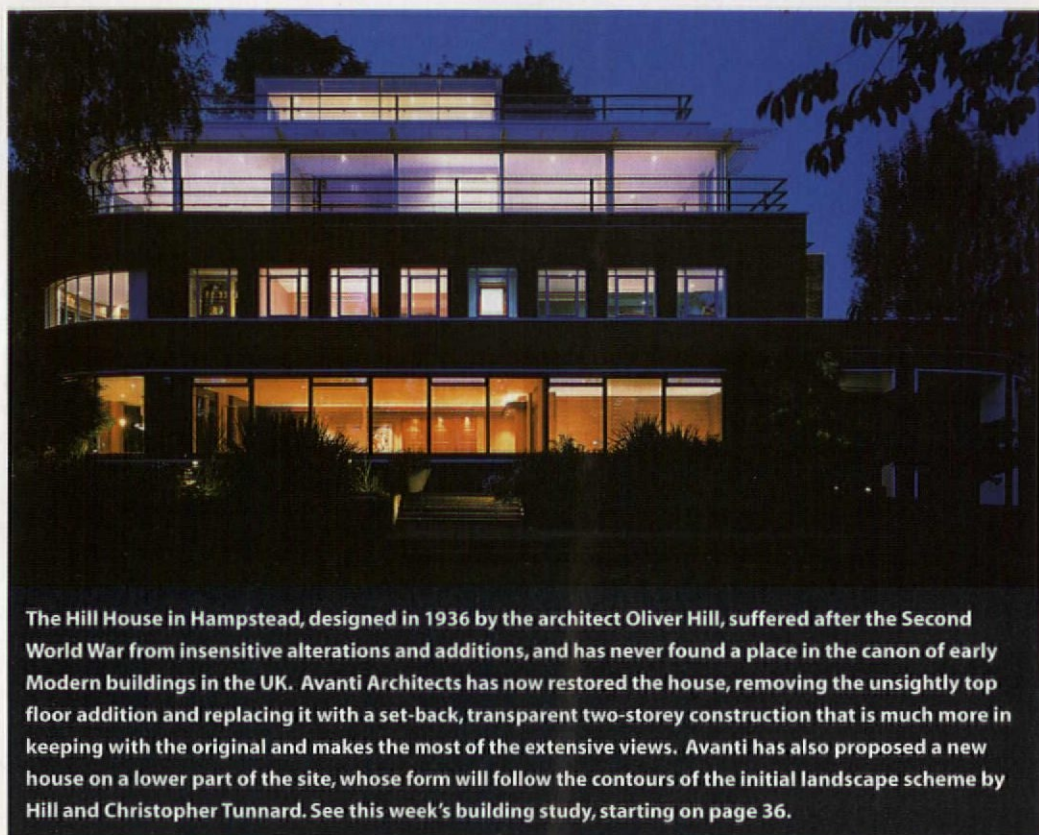 The Hill House in Hampstead, designed in 1936 by the architect Oliver Hill, suffered after the Second
World War from insensitive alterations and additions, and has never found a place in the canon of early
Modern buildings in the UK. Avanti Architects has now restored the house, removing the unsightly top
floor addition and replacing it with a set-back, transparent two-storey construction that is much more in
keeping with the original and makes the most of the extensive views. Avanti has also proposed a new
house on a lower part of the site, whose form will follow the contours of the initial landscape scheme by
Hill and Christopher Tunnard. See this week's building study, starting on page 36.